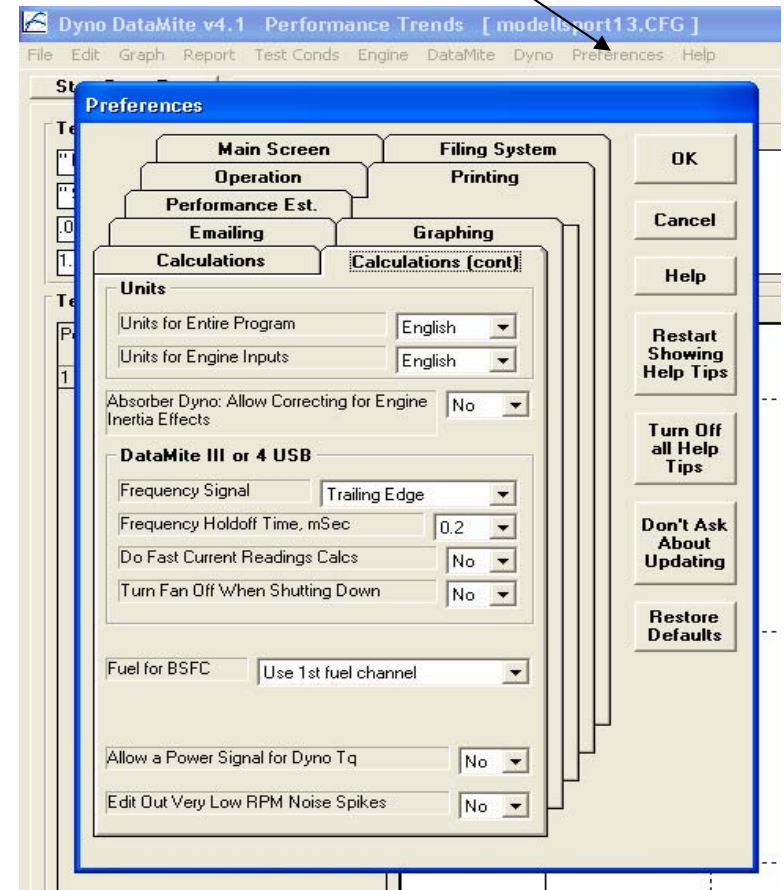 Dyno DataMite v4.1 Performance Trends [ modellsport13.CFG ]
File Edit Graph Report Test Conds Engine DataMite Dyno Preferences Help
Preferences
Main Screen Filing System
Operation Printing
Performance Est.
Emailing Graphing
Calculations Calculations (cont)
Units
Units for Entire Program English
Units for Engine Inputs English
Absorber Dyno: Allow Correcting for Engine
Inertia Effects No
DataMite III or 4 USB
Frequency Signal Trailing Edge
Frequency Holdoff Time, mSec 0.2
Do Fast Current Readings Calcs No
Turn Fan Off When Shutting Down No
Fuel for BSFC Use 1st fuel channel
Allow a Power Signal for Dyno Tq No
Edit Out Very Low RPM Noise Spikes No
OK
Cancel
Help
Restart
Showing
Help Tips
Turn Off
all Help
Tips
Don't Ask
About
Updating
Restore
Defaults